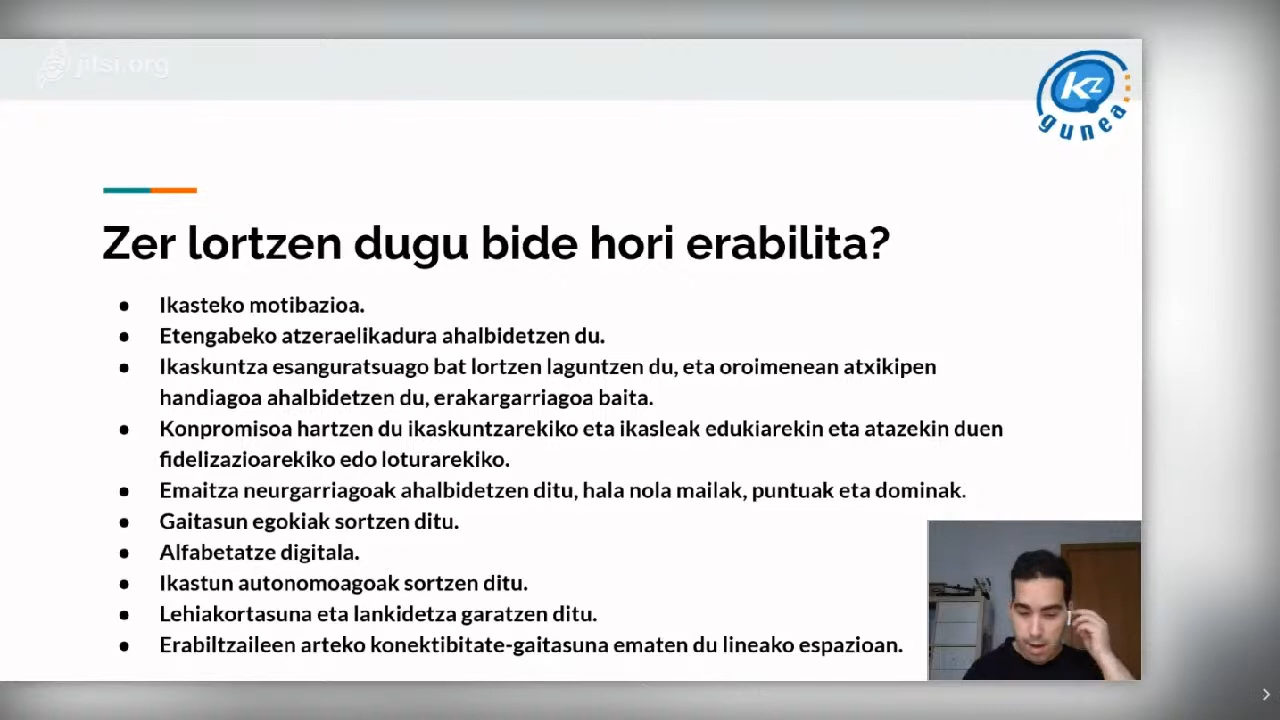 jitsi.org
kz
gunea
Zer lortzen dugu bide hori erabilita?
● Ikasteko motibazioa.
● Etengabeko atzeraelikadura ahalbidetzen du.
● Ikaskuntza esanguratsuago bat lortzen laguntzen du, eta oroimenean atxikipen
handiagoa ahalbidetzen du, erakargarriagoa baita.
● Konpromisoa hartzen du ikaskuntzarekiko eta ikasleak edukiarekin eta atazekin duen
fidelizazioarekiko edo loturarekiko.
● Emaitza neurgarriagoak ahalbidetzen ditu, hala nola mailak, puntuak eta dominak.
● Gaitasun egokiak sortzen ditu.
● Alfabetatze digitala.
● Ikastun autonomoagoak sortzen ditu.
● Lehiakortasuna eta lankidetza garatzen ditu.
● Erabiltzaileen arteko konektibitate-gaitasuna ematen du lineako espazioan.